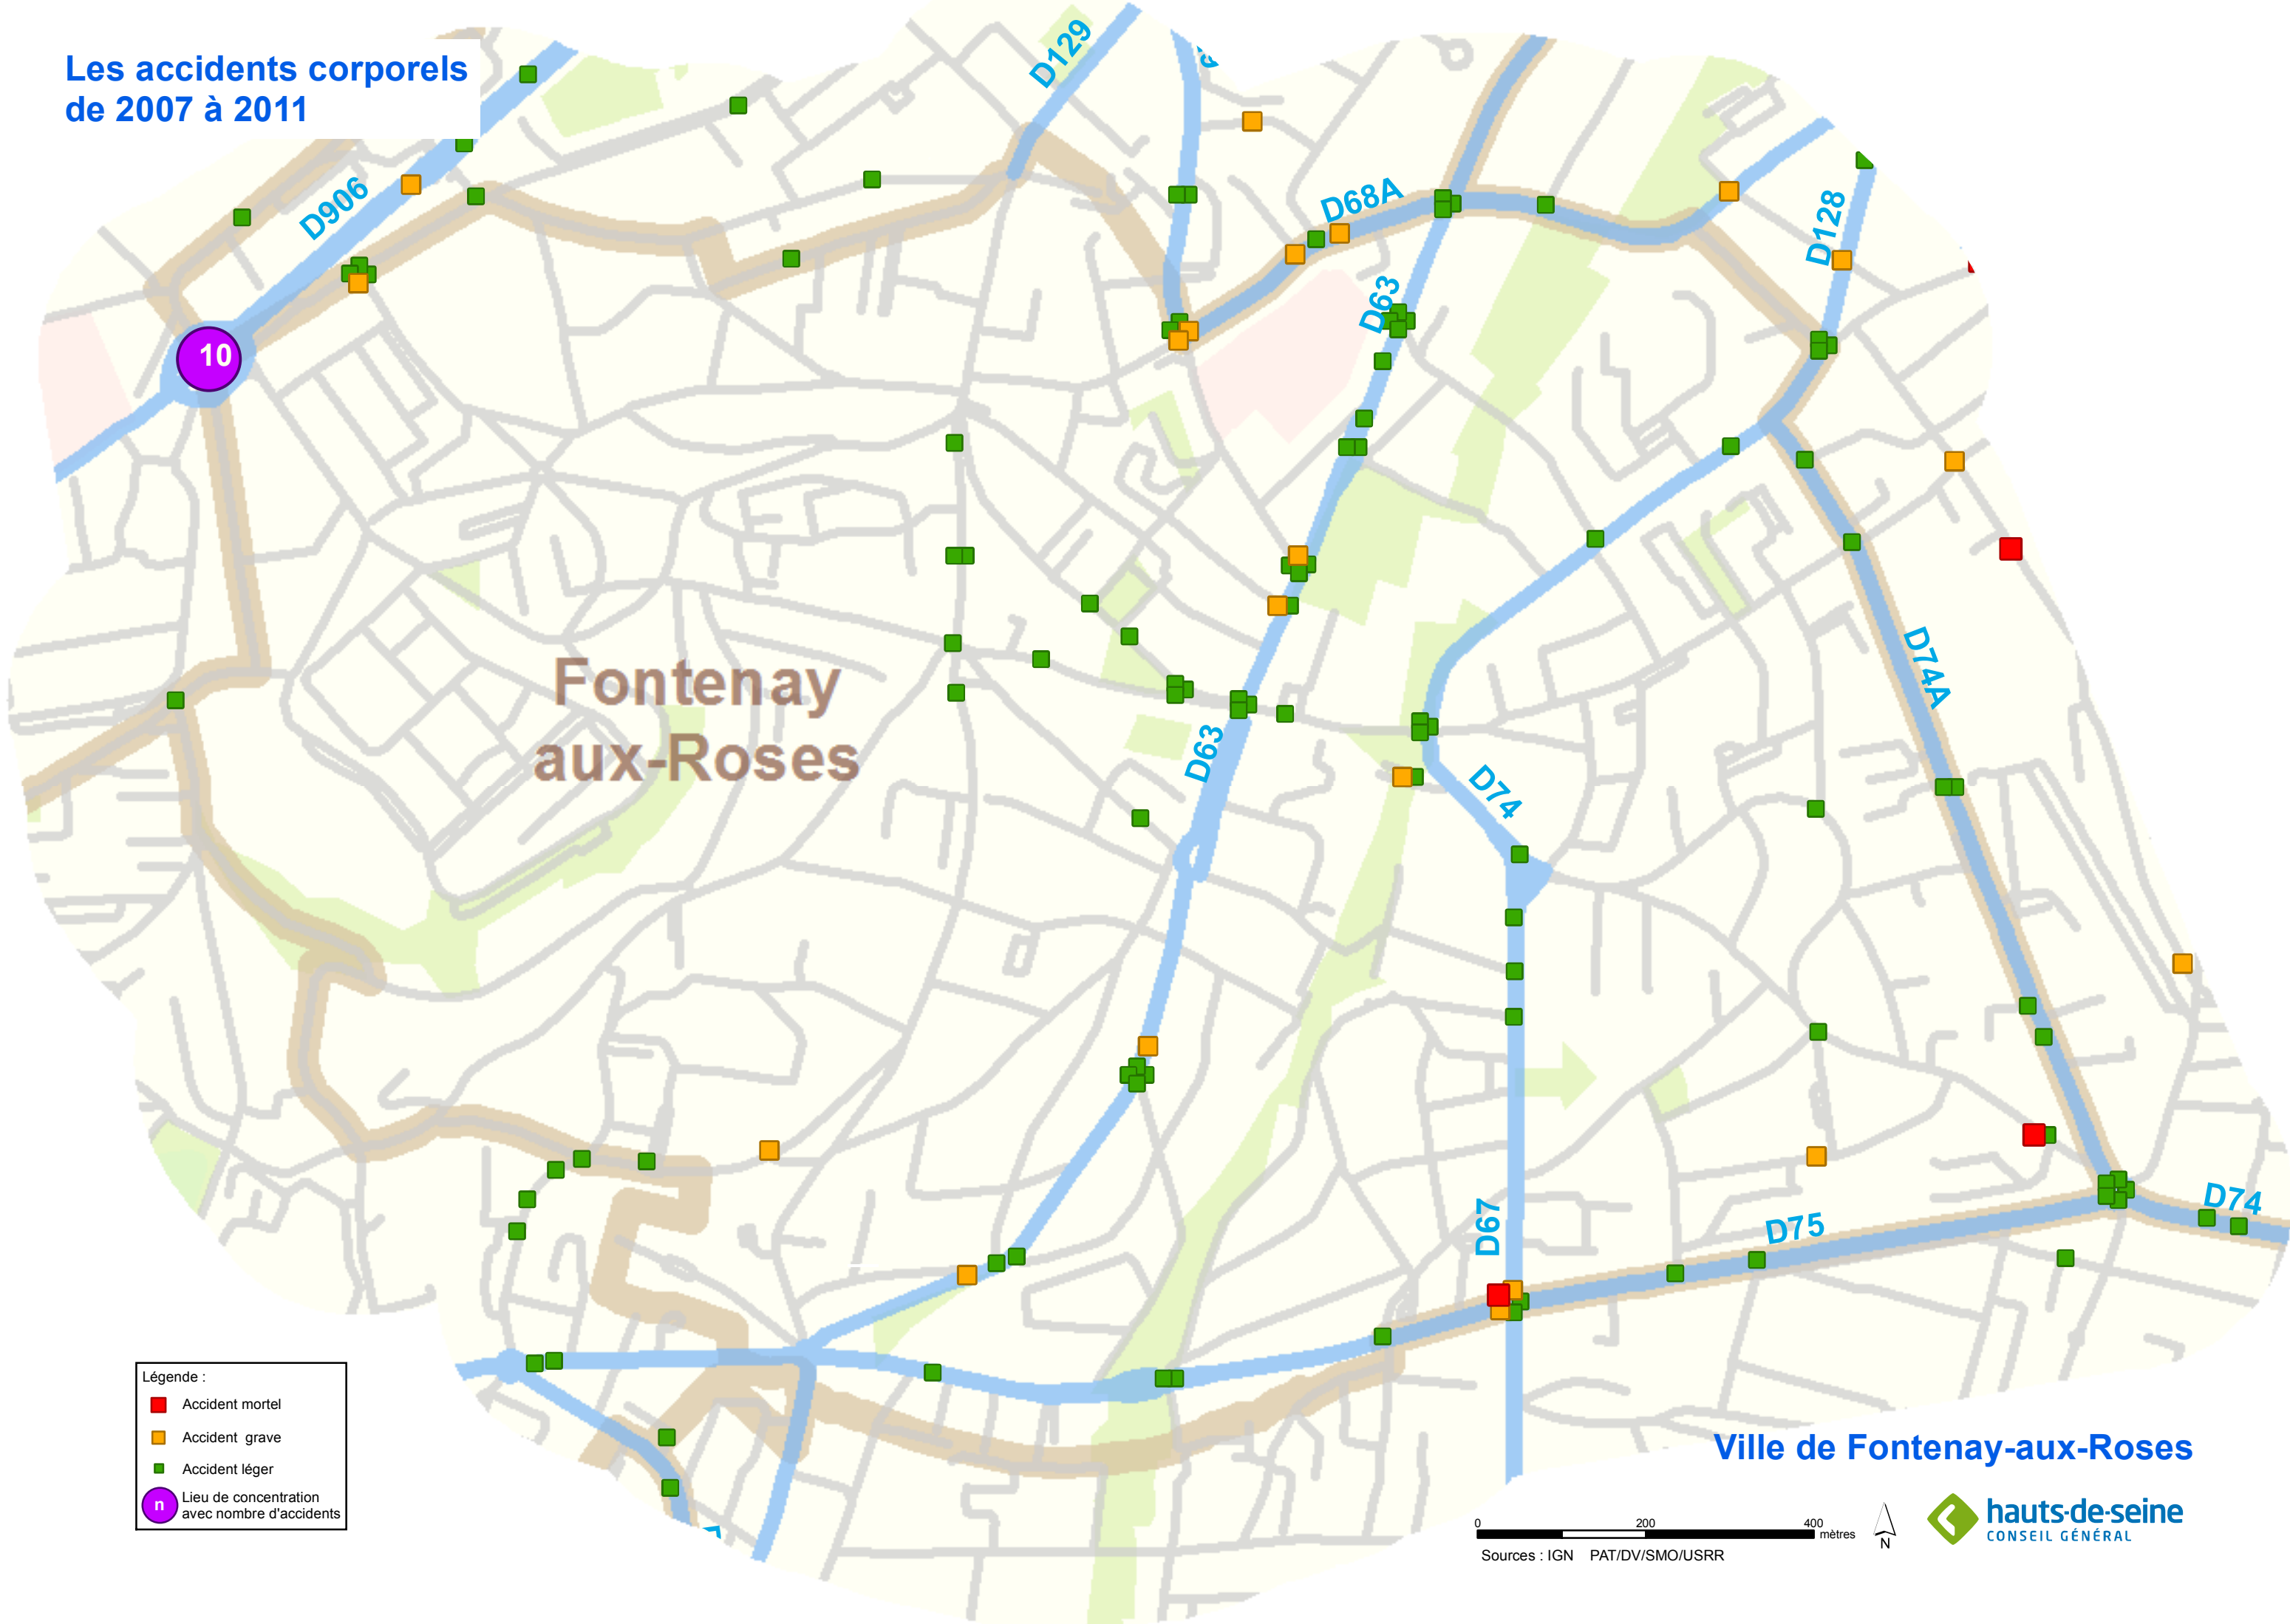 Les accidents corporels
de 2007 à 2011
D129
D906
D68A
D128
D63
Fontenay
aux-Roses
D63
D74
D74A
D67
D75
D74
10
Légende :
Accident mortel
Accident grave
Accident léger
n
Lieu de concentration
avec nombre d'accidents
Ville de Fontenay-aux-Roses
0 200 400
mètres
N
Sources : IGN PAT/DV/SMO/USRR
hauts-de-seine
CONSEIL GÉNÉRAL